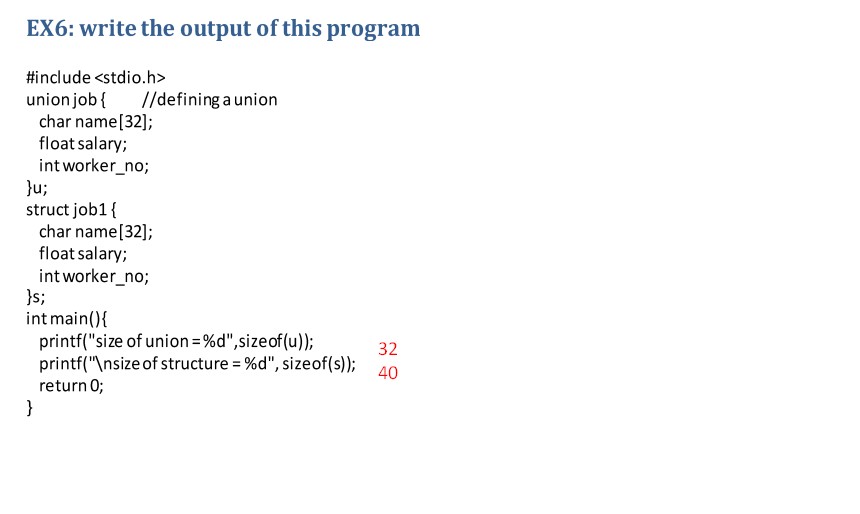 EX6: write the output of this program
#include <stdio.h>
union job {        //defining a union
   char name[32];
   float salary;
   int worker_no;
}u;
struct job1 {
   char name[32];
   float salary;
   int worker_no;
}s;
int main(){
   printf("size of union = %d",sizeof(u));
32
   printf("\nsize of structure = %d", sizeof(s));
40
   return 0;
}